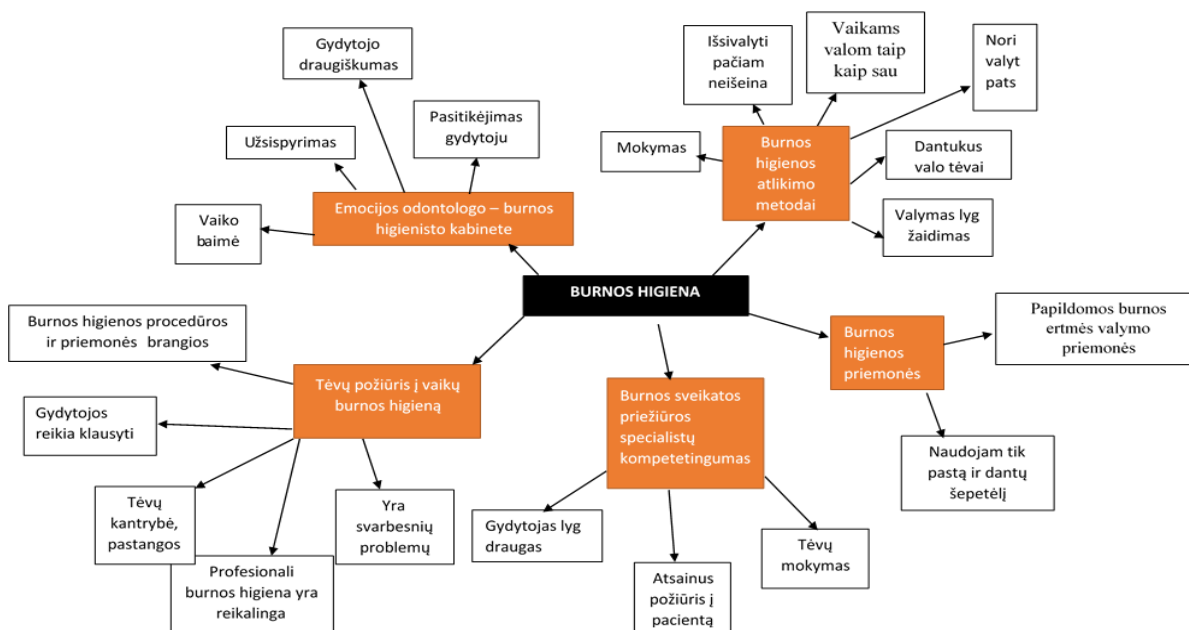 Gydytojo
draugiškumas
Užsispyrimas
Pasitikėjimas
gydytoju
Vaiko
baimė
Emocijos odontologo – burnos
higienisto kabinete
Išsivalyti
pačiam
neišeina
Vaikams
valom taip
kaip sau
Nori
valyt
pats
Mokymas
Burnos
higienos
atlikimo
metodai
Dantukus
valo tėvai
Valymas lyg
žaidimas
BURNOS HIGIENA
Burnos higienos procedūros
ir priemonės brangios
Tėvų požiūris į vaikų
burnos higieną
Gydytojos
reikia klausyti
Tėvų
kantrybė,
pastangos
Profesionali
burnos higiena yra
reikalinga
Yra
svarbesnių
problemų
Burnos sveikatos
priežiūros
specialistų
kompetetingumas
Gydytojas lyg
draugas
Atsainus
požiūris į
pacientą
Tėvų
mokymas
Burnos
higienos
priemonės
Papildomos burnos
ertmės valymo
priemonės
Naudojam tik
pastą ir dantų
šepetėlį